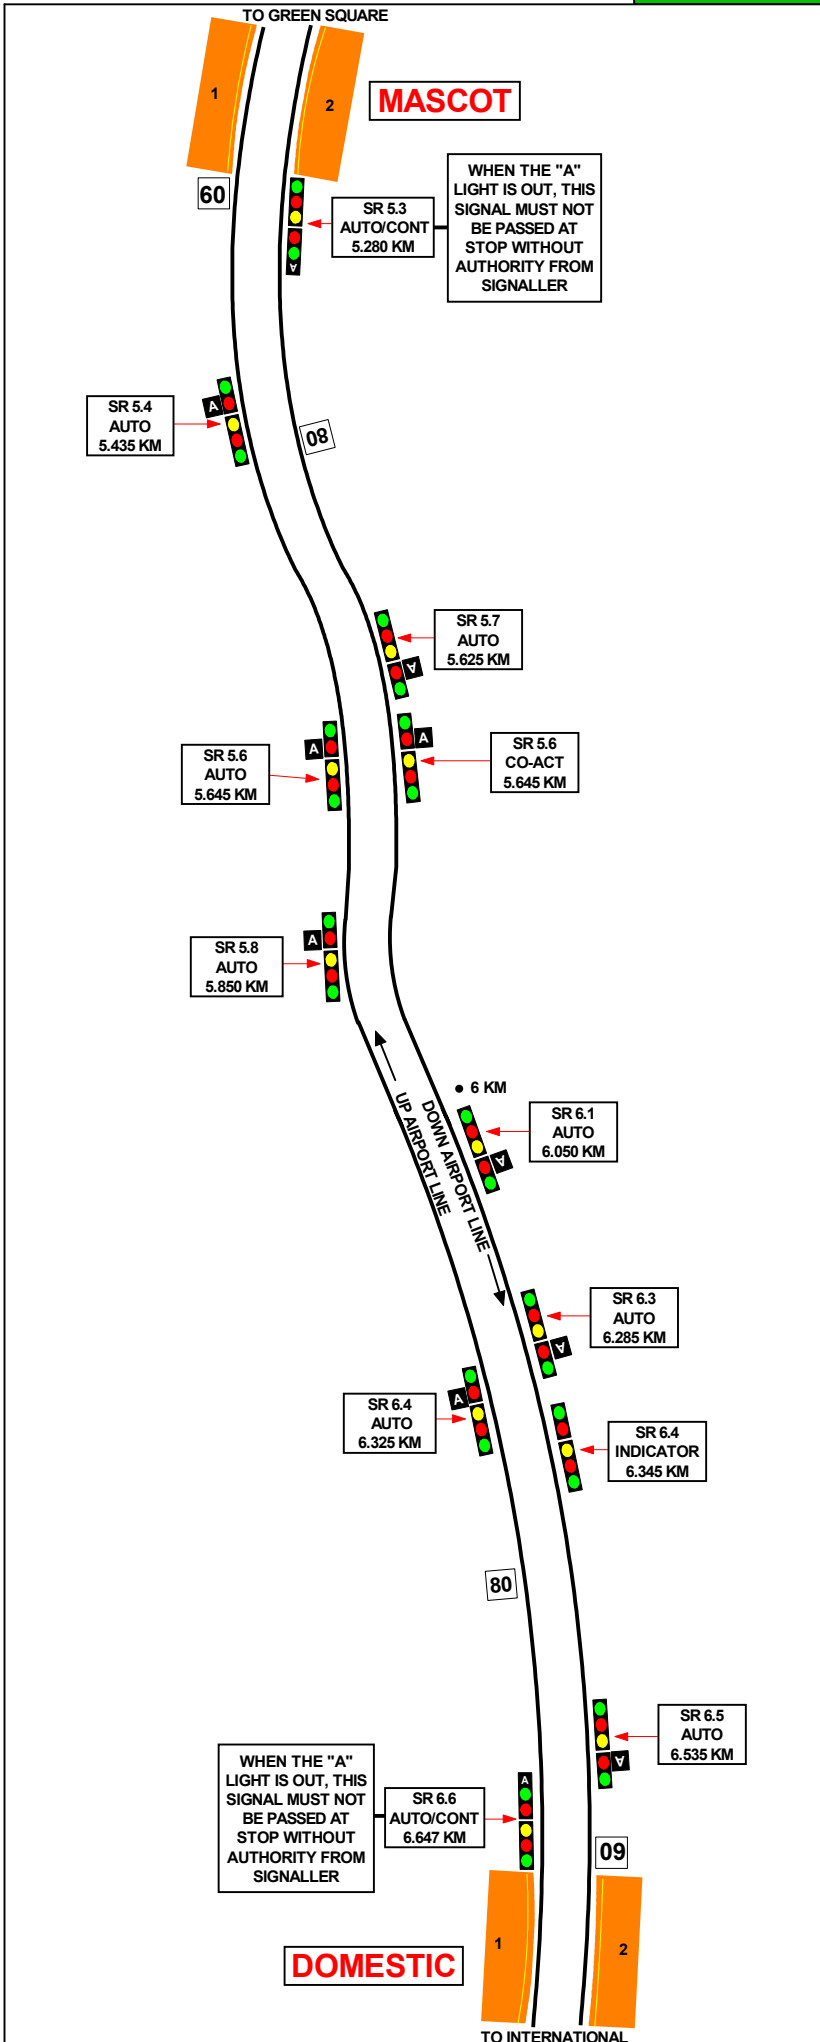 TO GREEN SQUARE
1
2
MASCOT
60
SR 5.3
AUTO/CONT
5.280 KM
WHEN THE "A"
LIGHT IS OUT, THIS
SIGNAL MUST NOT
BE PASSED AT
STOP WITHOUT
AUTHORITY FROM
SIGNALLER
A
SR 5.4
AUTO
5.435 KM
A
80
SR 5.7
AUTO
5.625 KM
A
SR 5.6
AUTO
5.645 KM
A
A
SR 5.6
CO-ACT
5.645 KM
SR 5.8
AUTO
5.850 KM
A
6 KM
UP AIRPORT LINE
DOWN AIRPORT LINE
SR 6.1
AUTO
6.050 KM
A
SR 6.3
AUTO
6.285 KM
A
SR 6.4
AUTO
6.325 KM
A
SR 6.4
INDICATOR
6.345 KM
80
SR 6.5
AUTO
6.535 KM
A
WHEN THE "A"
LIGHT IS OUT, THIS
SIGNAL MUST NOT
BE PASSED AT
STOP WITHOUT
AUTHORITY FROM
SIGNALLER
SR 6.6
AUTO/CONT
6.647 KM
A
60
1
2
DOMESTIC
TO INTERNATIONAL